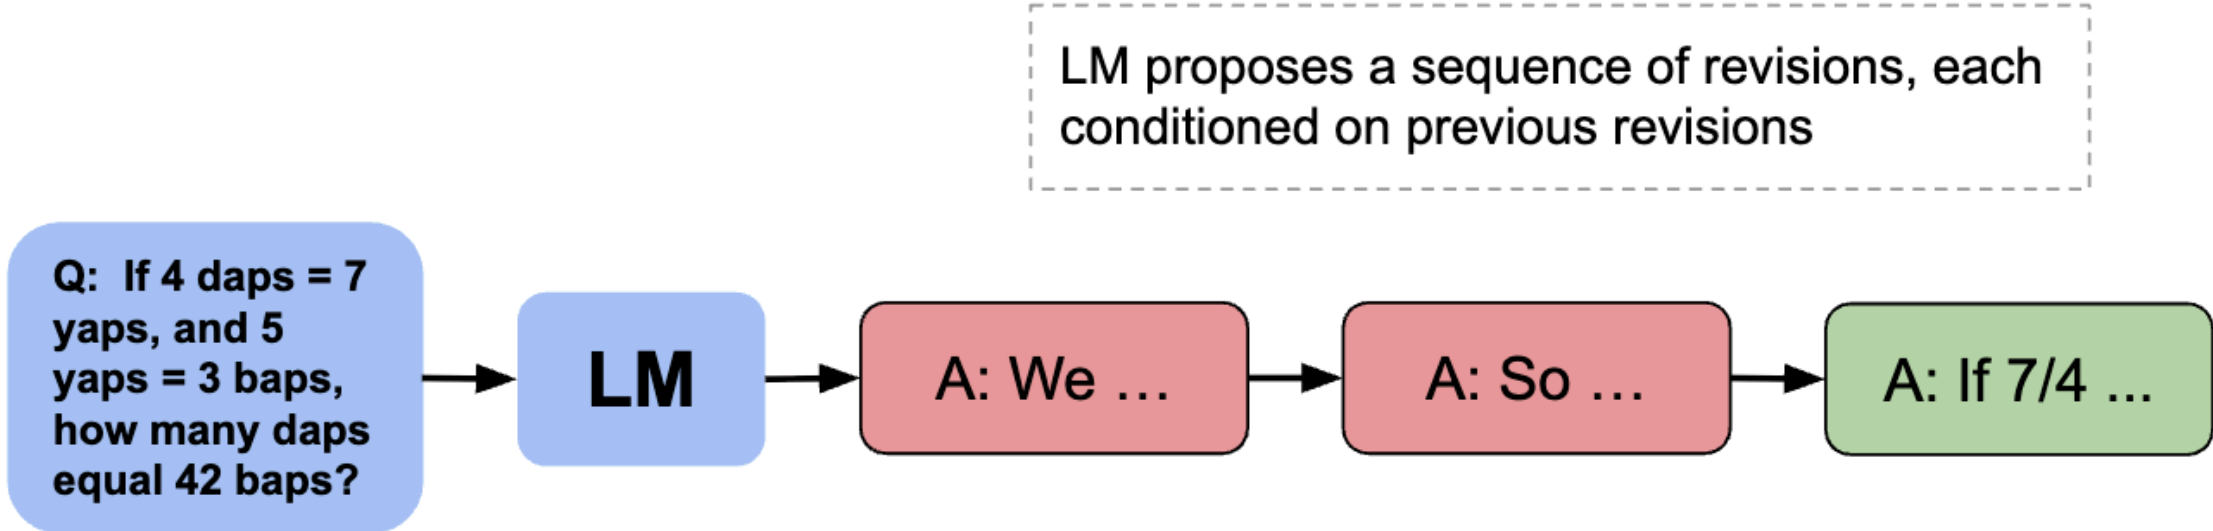 LM proposes a sequence of revisions, each
conditioned on previous revisions
Q: If 4 daps = 7
yaps, and 5
yaps = 3 baps,
how many daps
equal 42 baps?
LM
A: We ...
A: So ...
A: If 7/4 ...